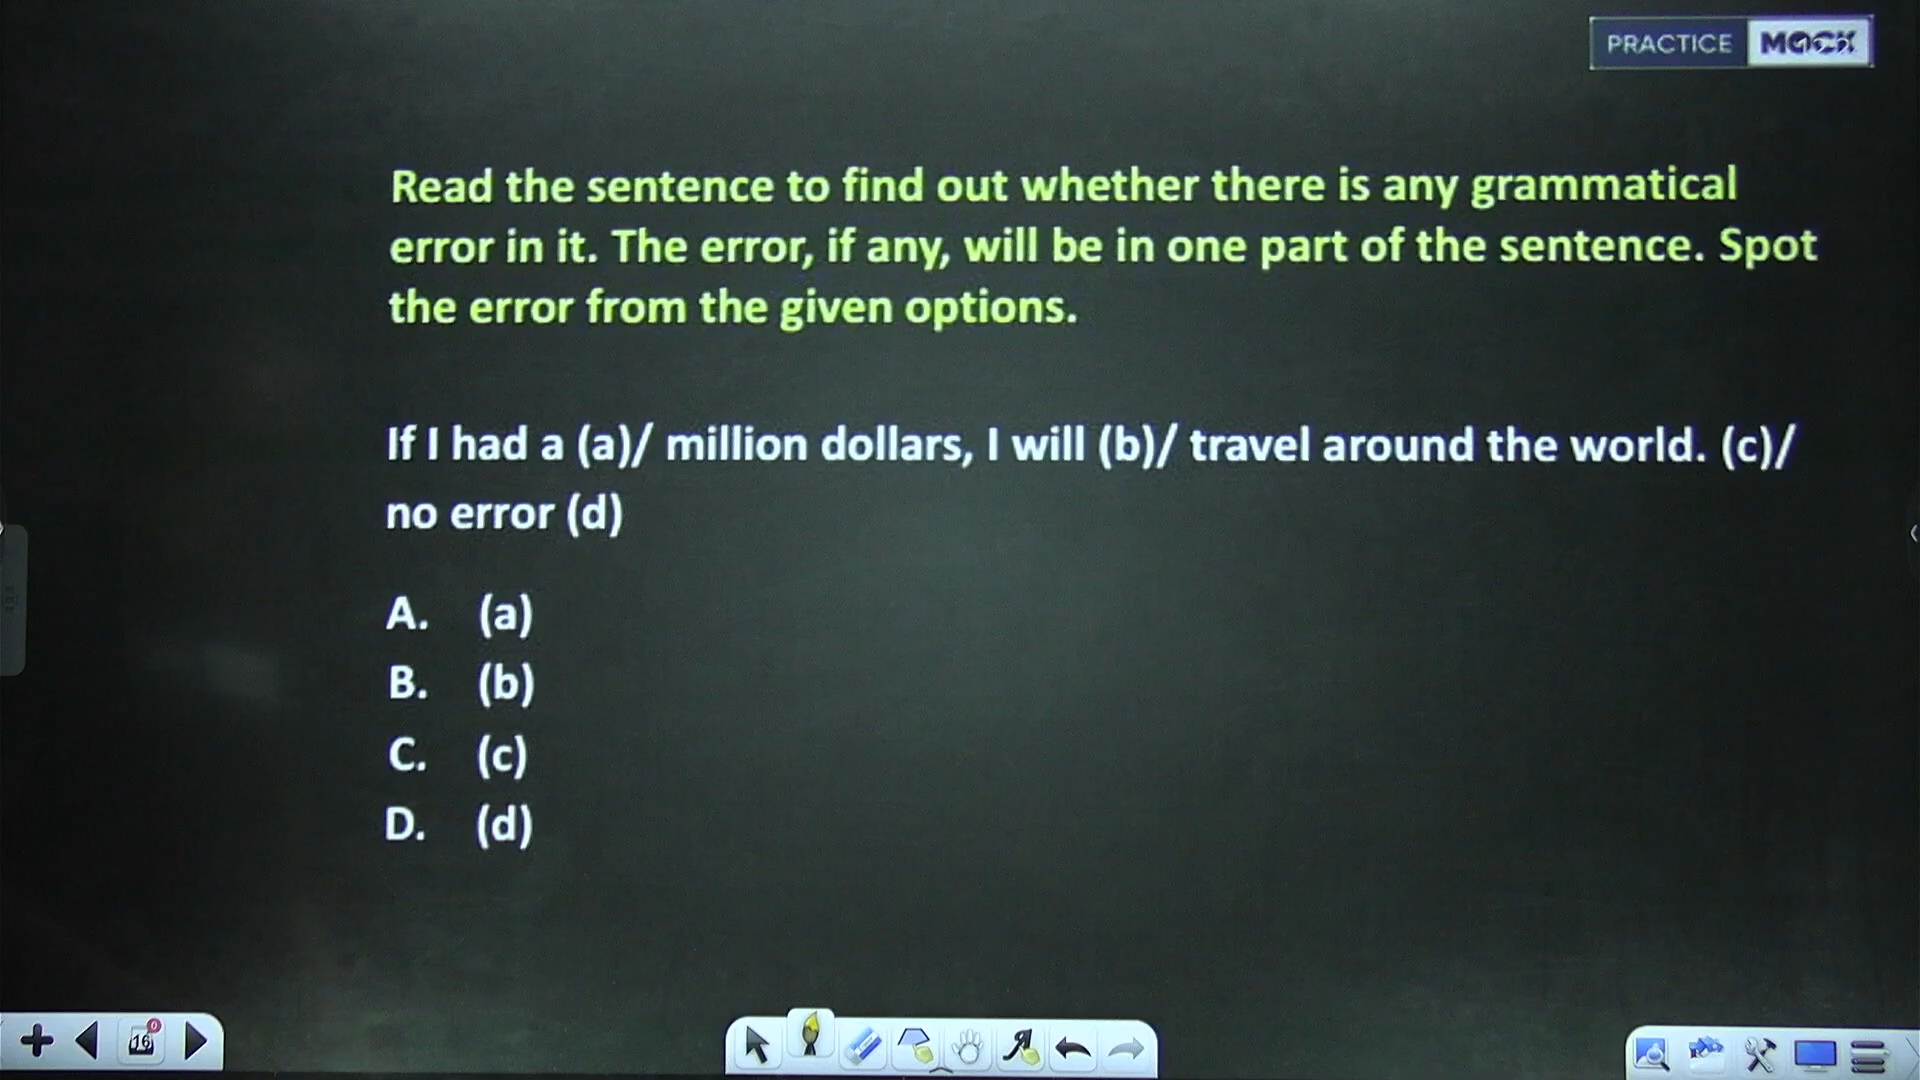 PRACTICE MOCK
Read the sentence to find out whether there is any grammatical
error in it. The error, if any, will be in one part of the sentence. Spot
the error from the given options.
If I had a (a)/ million dollars, I will (b)/ travel around the world. (c)/
no error (d)
A. (a)
B. (b)
C. (c)
D. (d)
16
0